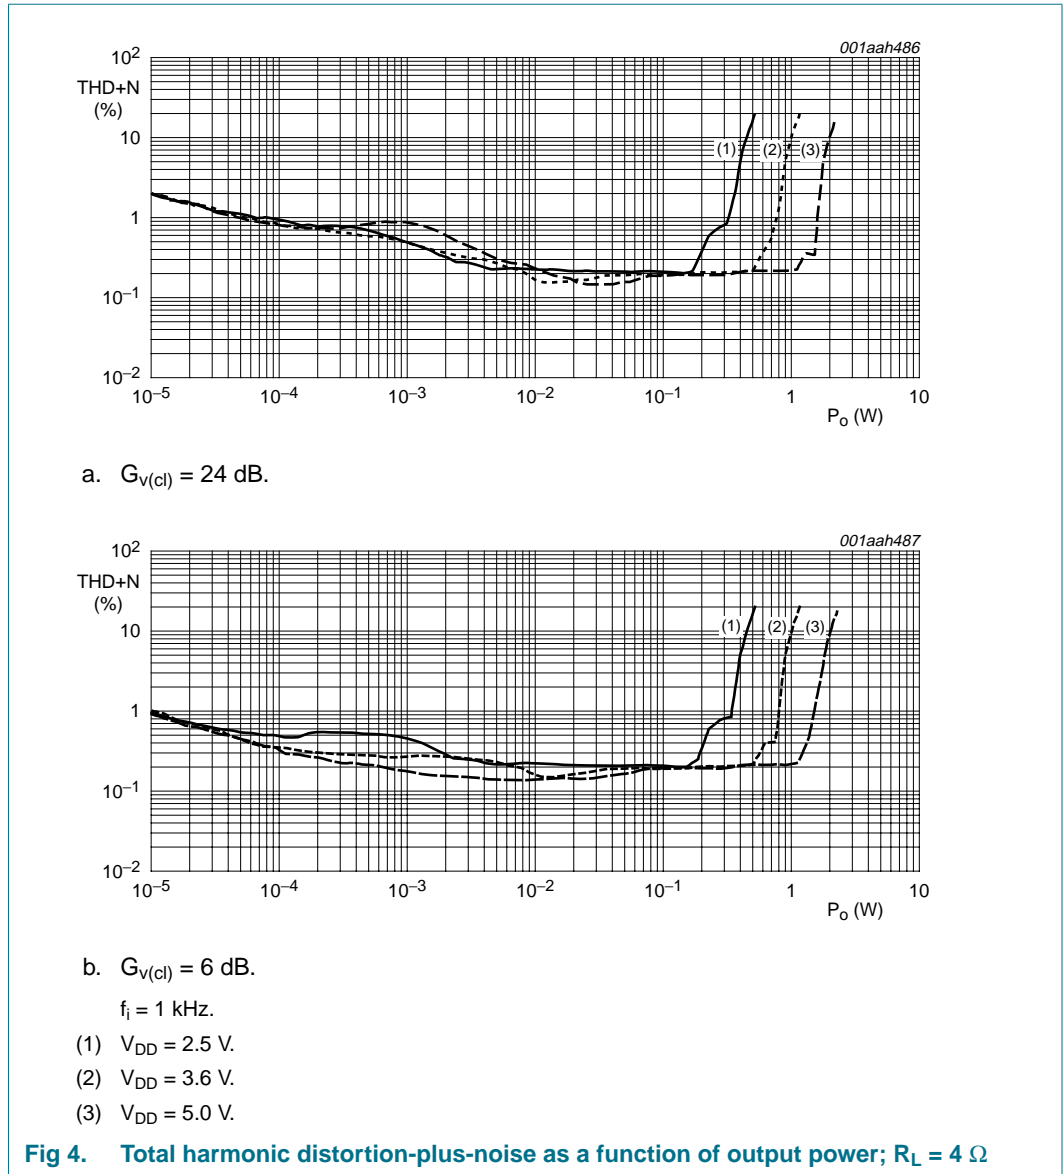 001aah486
10²
THD+N
(%)
10
1
10⁻¹
10⁻²
(1) (2) (3)
10⁻⁵ 10⁻⁴ 10⁻³ 10⁻² 10⁻¹ 1 10
Pₒ (W)
a. G_v(cl) = 24 dB.
001aah487
10²
THD+N
(%)
10
1
10⁻¹
10⁻²
(1) (2) (3)
10⁻⁵ 10⁻⁴ 10⁻³ 10⁻² 10⁻¹ 1 10
Pₒ (W)
b. G_v(cl) = 6 dB.
f_i = 1 kHz.
(1) V_DD = 2.5 V.
(2) V_DD = 3.6 V.
(3) V_DD = 5.0 V.
Fig 4. Total harmonic distortion-plus-noise as a function of output power; R_L = 4 Ω